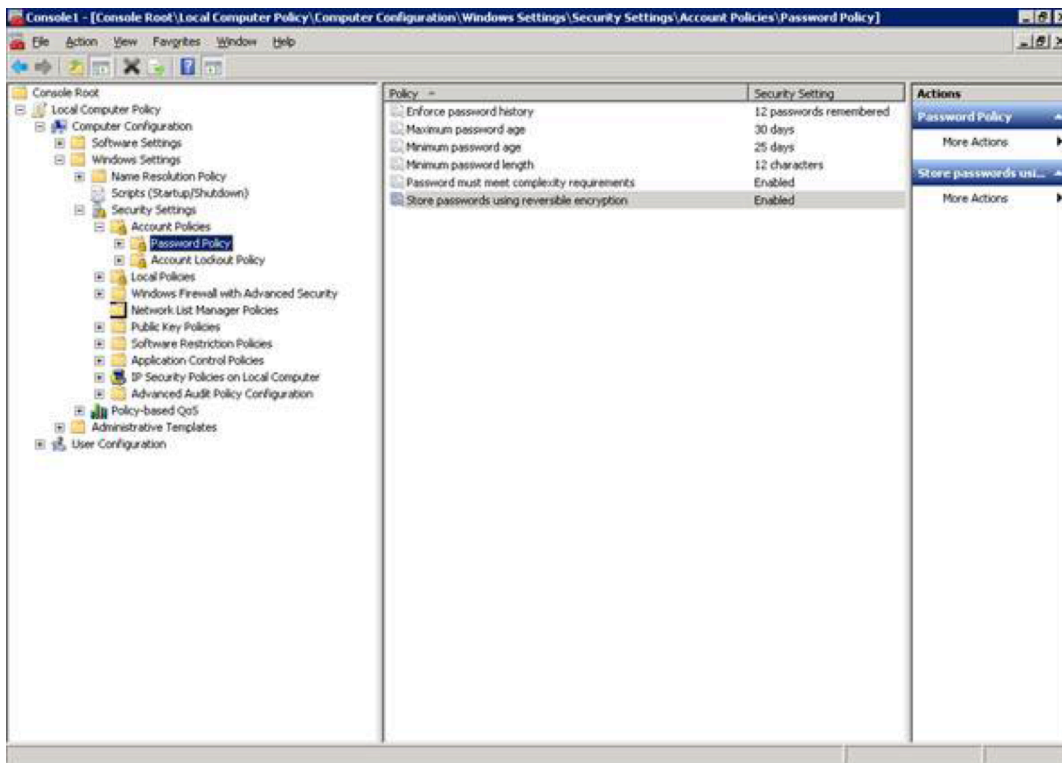 Console1 - [Console Root\Local Computer Policy\Computer Configuration\Windows Settings\Security Settings\Account Policies\Password Policy]
File Action View Favorites Window Help
Console Root
Local Computer Policy
Computer Configuration
Software Settings
Windows Settings
Name Resolution Policy
Scripts (Startup/Shutdown)
Security Settings
Account Policies
Password Policy
Account Lockout Policy
Local Policies
Windows Firewall with Advanced Security
Network List Manager Policies
Public Key Policies
Software Restriction Policies
Application Control Policies
IP Security Policies on Local Computer
Advanced Audit Policy Configuration
Policy-based QoS
Administrative Templates
User Configuration
Policy Security Setting
Enforce password history 12 passwords remembered
Maximum password age 30 days
Minimum password age 25 days
Minimum password length 12 characters
Password must meet complexity requirements Enabled
Store passwords using reversible encryption Enabled
Actions
Password Policy
More Actions
Store passwords usi...
More Actions